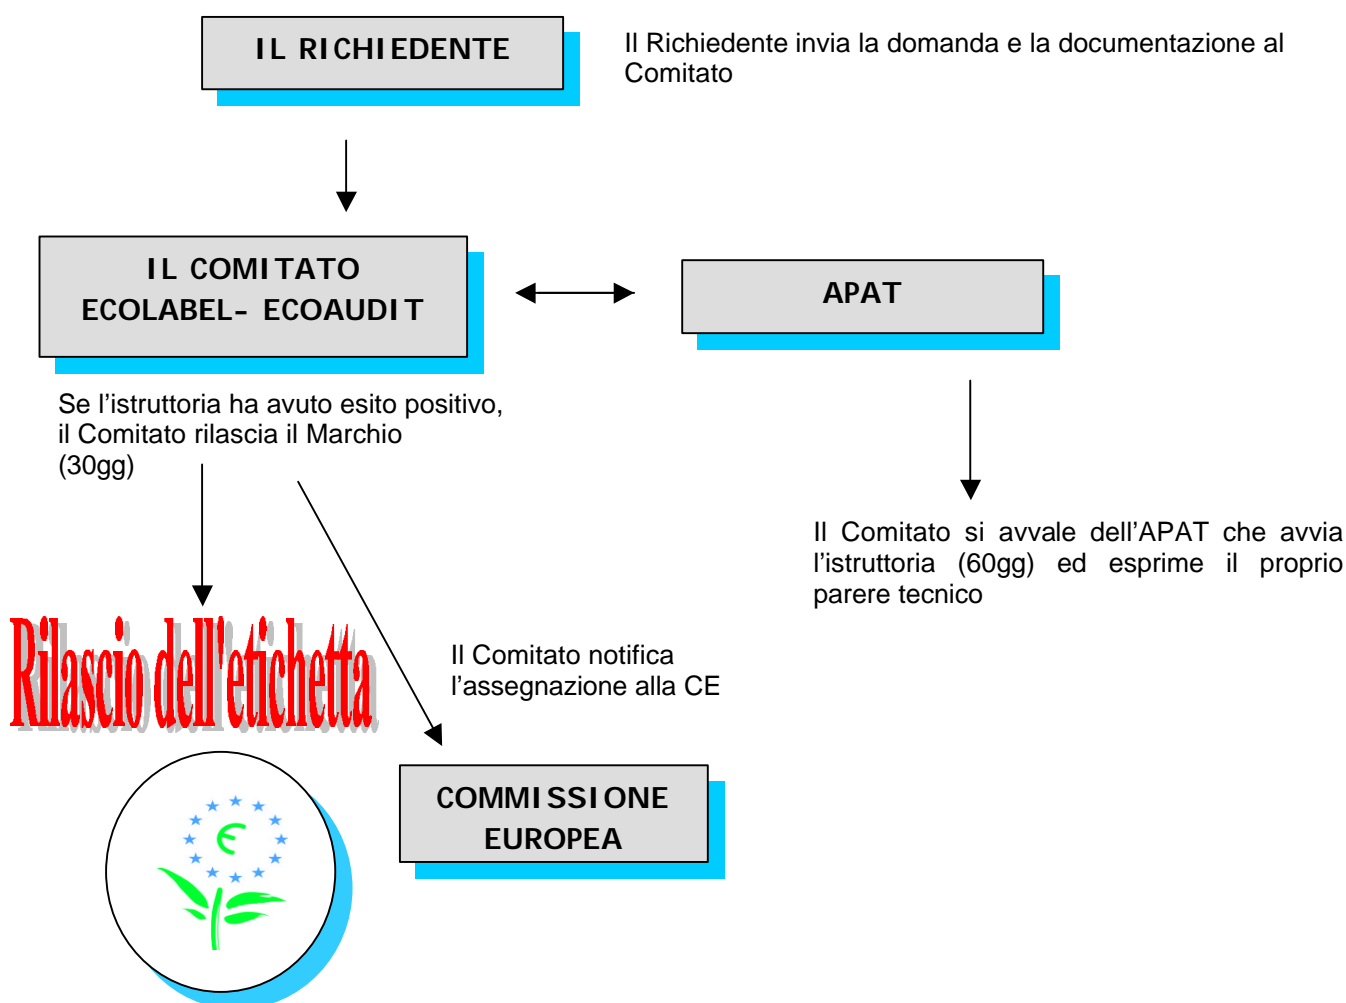 IL RICHIEDENTE
Il Richiedente invia la domanda e la documentazione al
Comitato
IL COMITATO
ECOLABEL- ECOAUDIT
APAT
Se l’istruttoria ha avuto esito positivo,
il Comitato rilascia il Marchio
(30gg)
Il Comitato si avvale dell’APAT che avvia
l’istruttoria (60gg) ed esprime il proprio
parere tecnico
Rilascio dell'etichetta
Il Comitato notifica
l’assegnazione alla CE
COMMISSIONE
EUROPEA